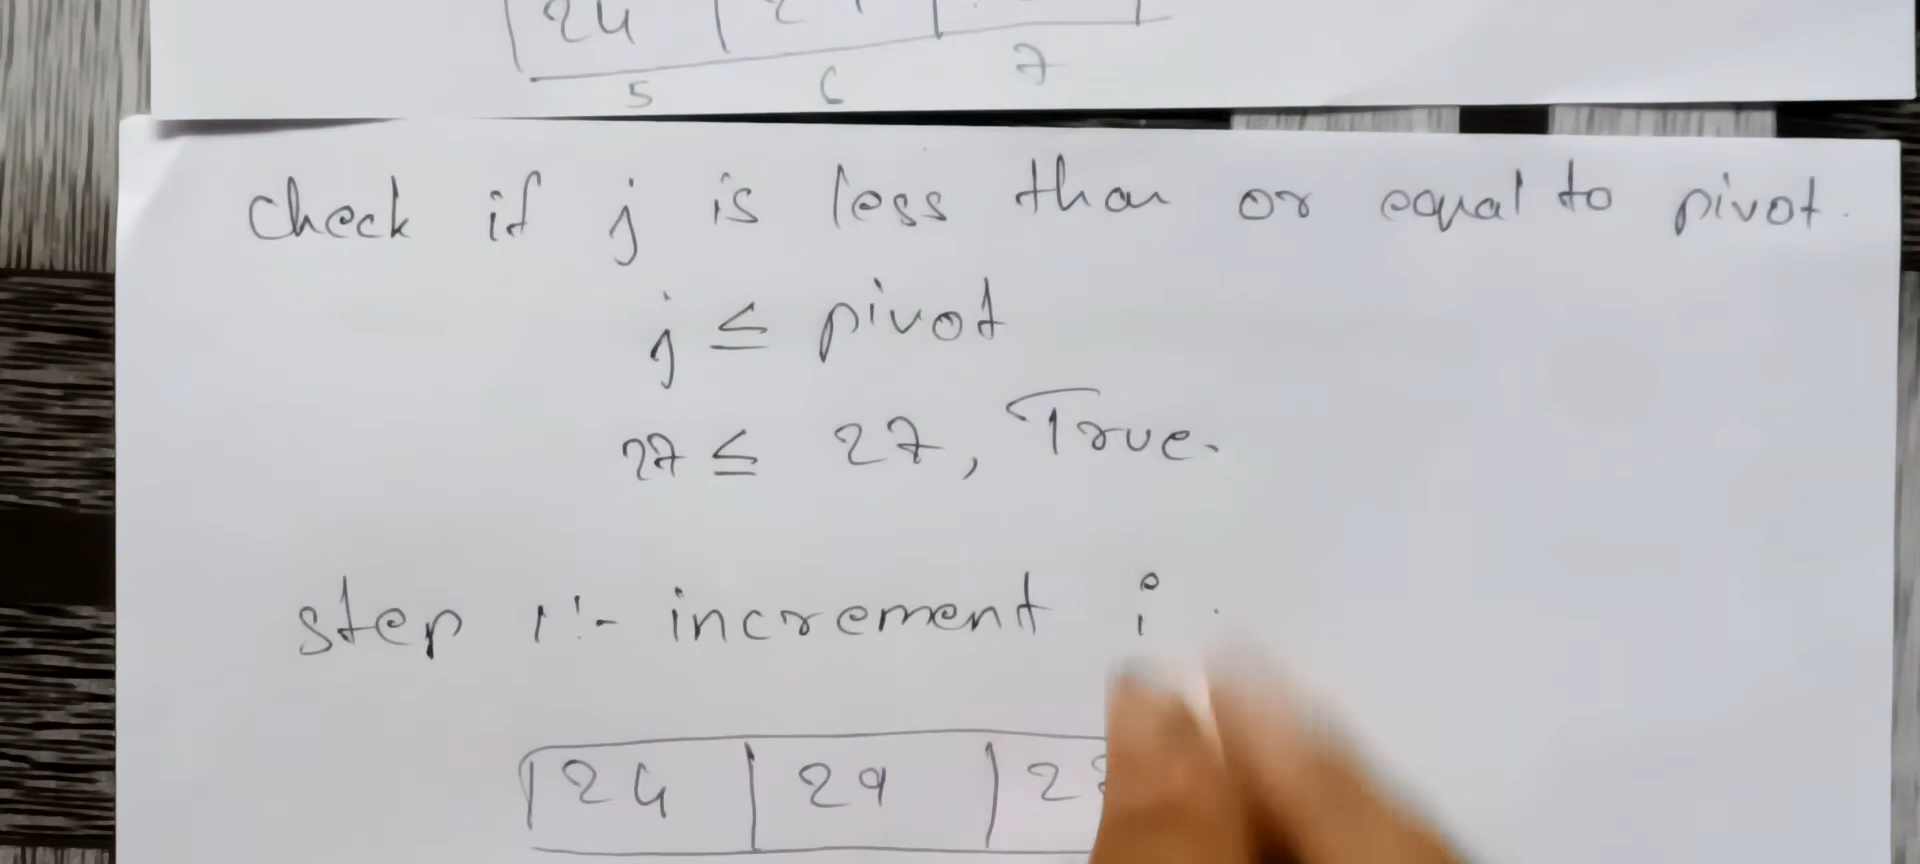 24
5 6 7
check if j is less than or equal to pivot.
j ≤ pivot
27 ≤ 27, True.
step 1:- increment i
24 29